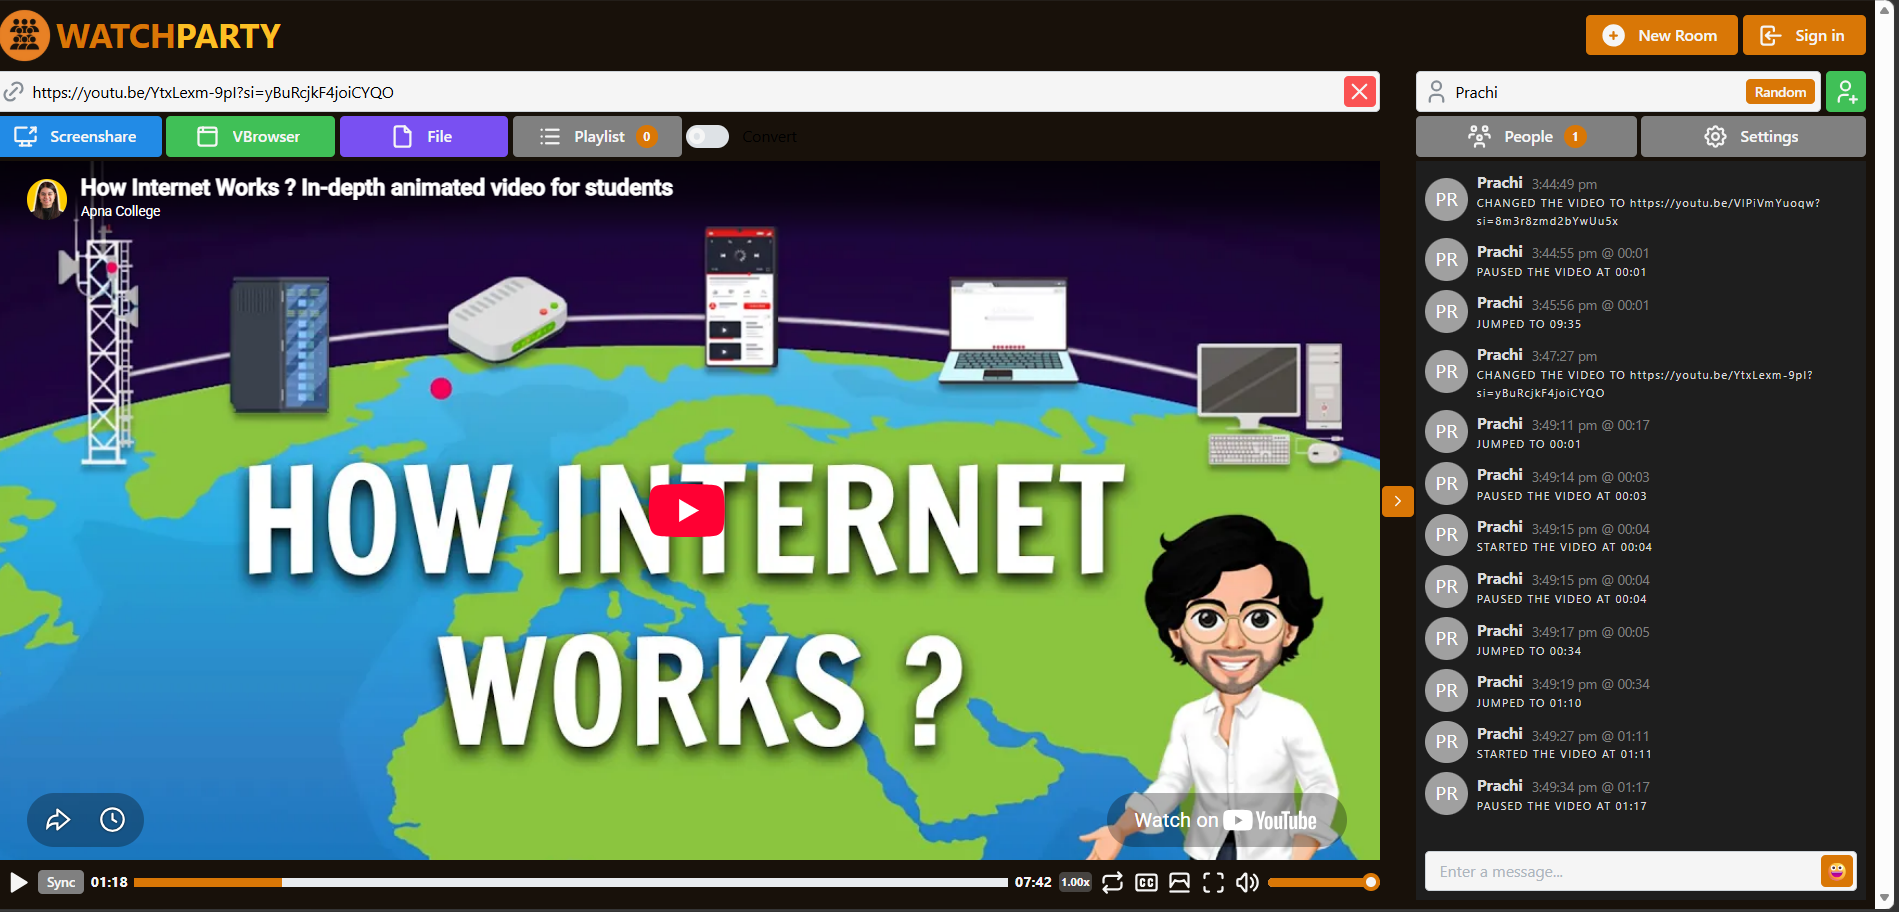 WATCHPARTY
New Room
Sign in
https://youtu.be/YtxLexm-9pI?si=yBuRcjkF4joiCYQO
Prachi
Random
Screenshare
VBrowser
File
Playlist 0
Convert
People 1
Settings
How Internet Works ? In-depth animated video for students
Apna College
HOW INTERNET
WORKS ?
Watch on YouTube
Sync
01:18
07:42
1.00x
CC
PR
Prachi 3:44:49 pm
CHANGED THE VIDEO TO https://youtu.be/VlPiVmYuoqw?
si=8m3r8zmd2bYwUu5x
PR
Prachi 3:44:55 pm @ 00:01
PAUSED THE VIDEO AT 00:01
PR
Prachi 3:45:56 pm @ 00:01
JUMPED TO 09:35
PR
Prachi 3:47:27 pm
CHANGED THE VIDEO TO https://youtu.be/YtxLexm-9pI?
si=yBuRcjkF4joiCYQO
PR
Prachi 3:49:11 pm @ 00:17
JUMPED TO 00:01
PR
Prachi 3:49:14 pm @ 00:03
PAUSED THE VIDEO AT 00:03
PR
Prachi 3:49:15 pm @ 00:04
STARTED THE VIDEO AT 00:04
PR
Prachi 3:49:15 pm @ 00:04
PAUSED THE VIDEO AT 00:04
PR
Prachi 3:49:17 pm @ 00:05
JUMPED TO 00:34
PR
Prachi 3:49:19 pm @ 00:34
JUMPED TO 01:10
PR
Prachi 3:49:27 pm @ 01:11
STARTED THE VIDEO AT 01:11
PR
Prachi 3:49:34 pm @ 01:17
PAUSED THE VIDEO AT 01:17
Enter a message...